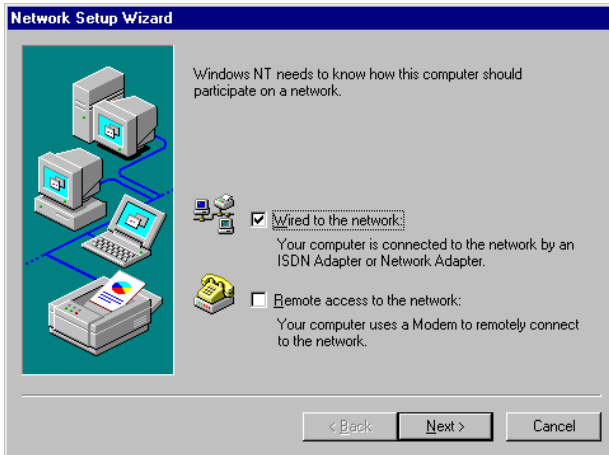 Network Setup Wizard
Windows NT needs to know how this computer should
participate on a network.
Wired to the network:
Your computer is connected to the network by an
ISDN Adapter or Network Adapter.
Remote access to the network:
Your computer uses a Modem to remotely connect
to the network.
< Back Next > Cancel